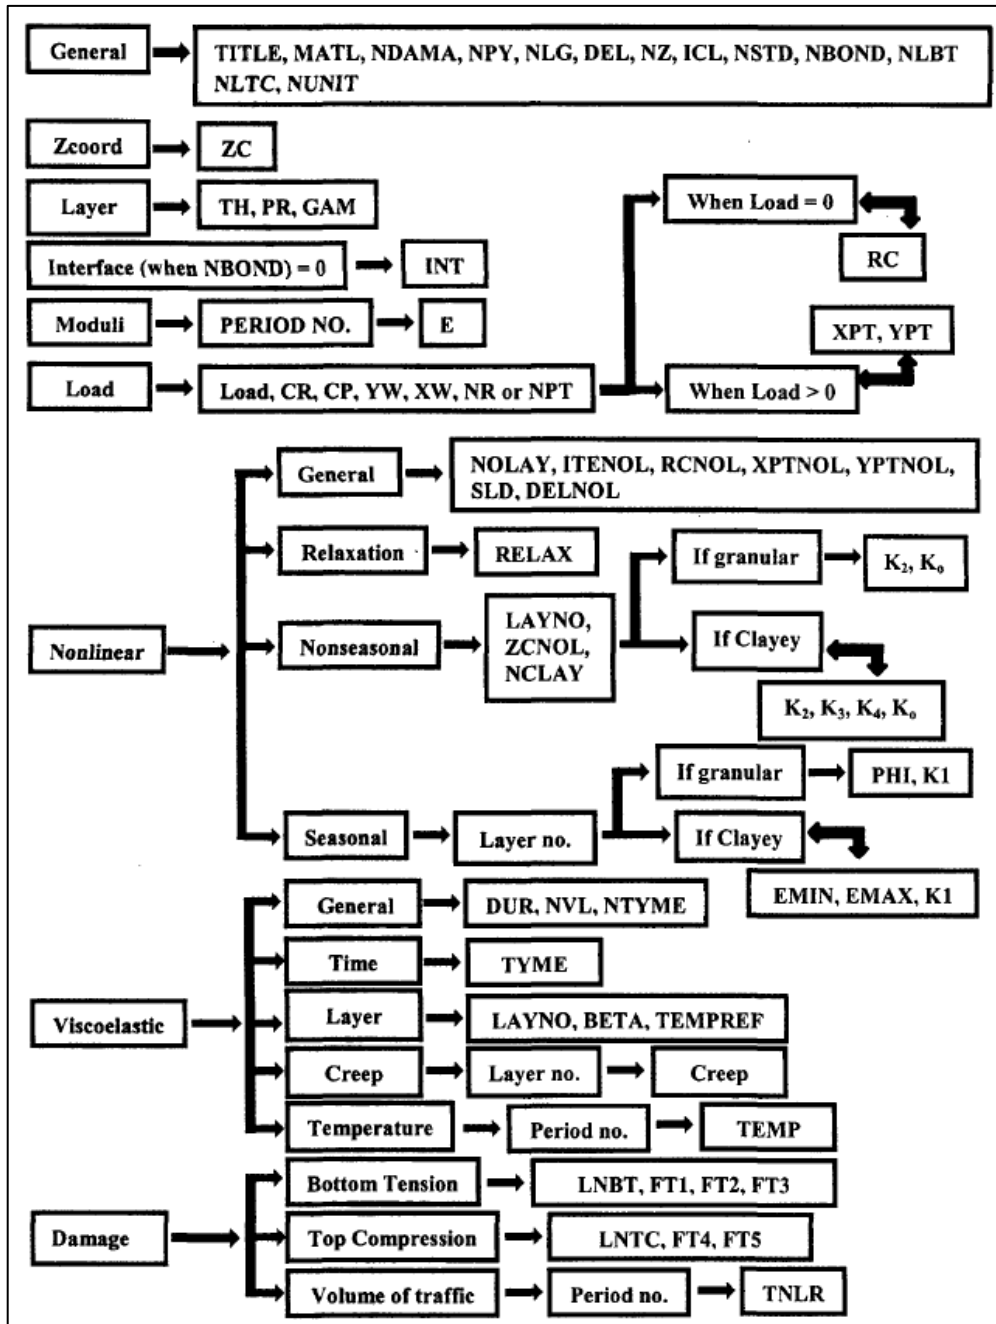 General
TITLE, MATL, NDAMA, NPY, NLG, DEL, NZ, ICL, NSTD, NBOND, NLBT
NLTC, NUNIT
Zcoord
ZC
Layer
TH, PR, GAM
When Load = 0
RC
Interface (when NBOND) = 0
INT
Moduli
PERIOD NO.
E
XPT, YPT
Load
Load, CR, CP, YW, XW, NR or NPT
When Load > 0
Nonlinear
General
NOLAY, ITENOL, RCNOL, XPTNOL, YPTNOL,
SLD, DELNOL
Relaxation
RELAX
Nonseasonal
LAYNO,
ZCNOL,
NCLAY
If granular
K₂, Kₒ
If Clayey
K₂, K₃, K₄, Kₒ
Seasonal
Layer no.
If granular
PHI, K1
If Clayey
EMIN, EMAX, K1
Viscoelastic
General
DUR, NVL, NTYME
Time
TYME
Layer
LAYNO, BETA, TEMPREF
Creep
Layer no.
Creep
Temperature
Period no.
TEMP
Damage
Bottom Tension
LNBT, FT1, FT2, FT3
Top Compression
LNTC, FT4, FT5
Volume of traffic
Period no.
TNLR